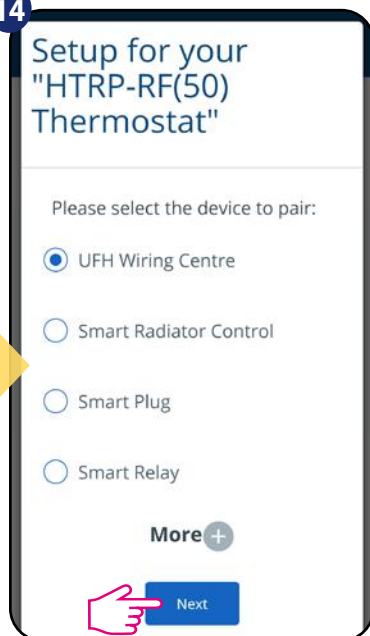 14
Setup for your
"HTRP-RF(50)
Thermostat"
Please select the device to pair:
UFH Wiring Centre
Smart Radiator Control
Smart Plug
Smart Relay
More +
Next